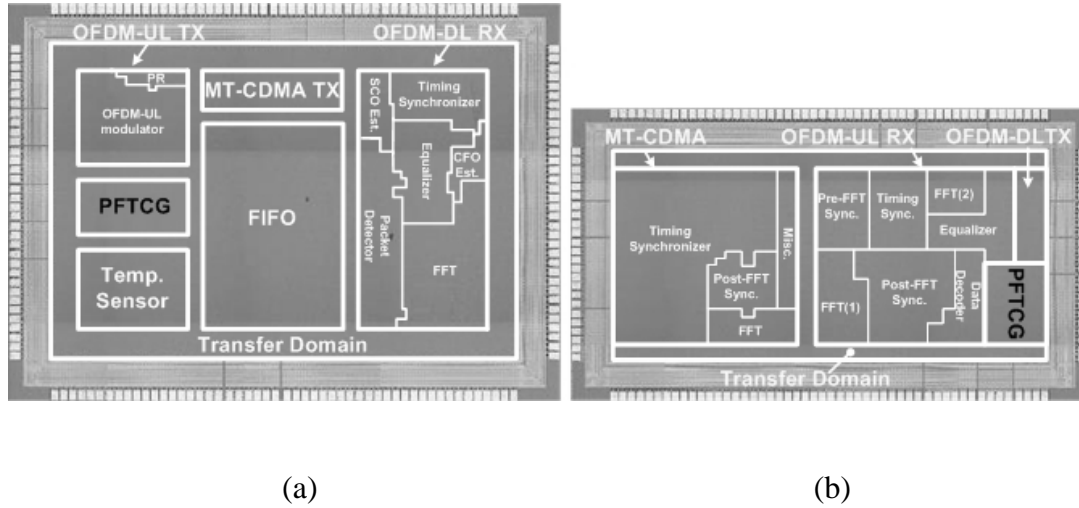 OFDM-UL TX
OFDM-DL RX
PR
OFDM-UL
modulator
MT-CDMA TX
SCO Est.
Timing
Synchronizer
Equalizer
CFO
Est.
PFTCG
FIFO
Packet
Detector
FFT
Temp.
Sensor
Transfer Domain
MT-CDMA
OFDM-UL RX
OFDM-DLTX
Timing
Synchronizer
Misc.
Post-FFT
Sync.
FFT
Pre-FFT
Sync.
Timing
Sync.
FFT(2)
Equalizer
FFT(1)
Post-FFT
Sync.
Data
Decoder
PFTCG
Transfer Domain
(a)
(b)